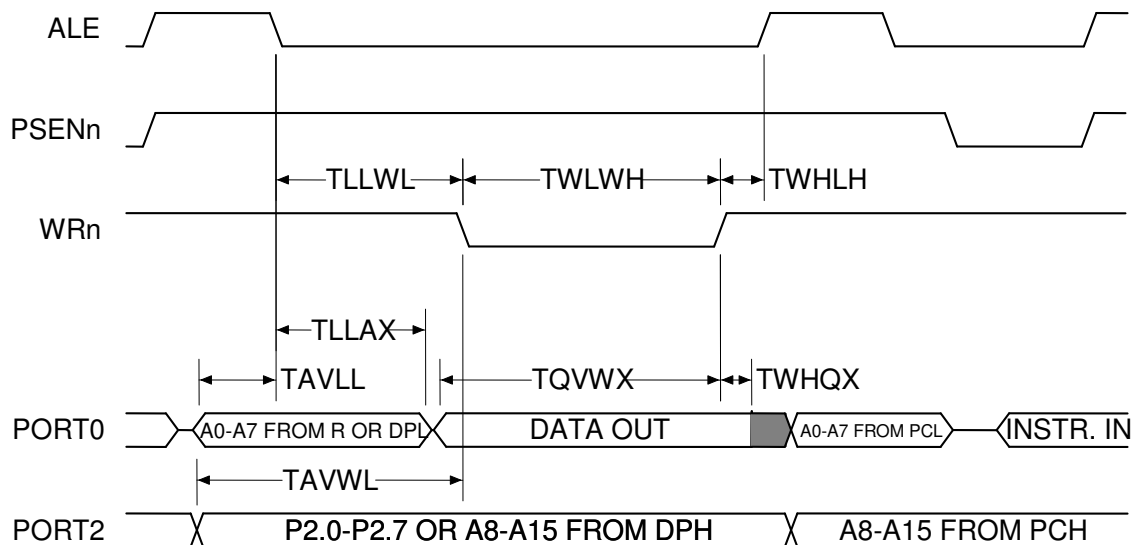 ALE
PSENn
TLLWL TWLWH TWHLH
WRn
TLLAX
TAVLL TQVWX TWHQX
PORT0 A0-A7 FROM R OR DPL DATA OUT A0-A7 FROM PCL INSTR. IN
TAVWL
PORT2 P2.0-P2.7 OR A8-A15 FROM DPH A8-A15 FROM PCH